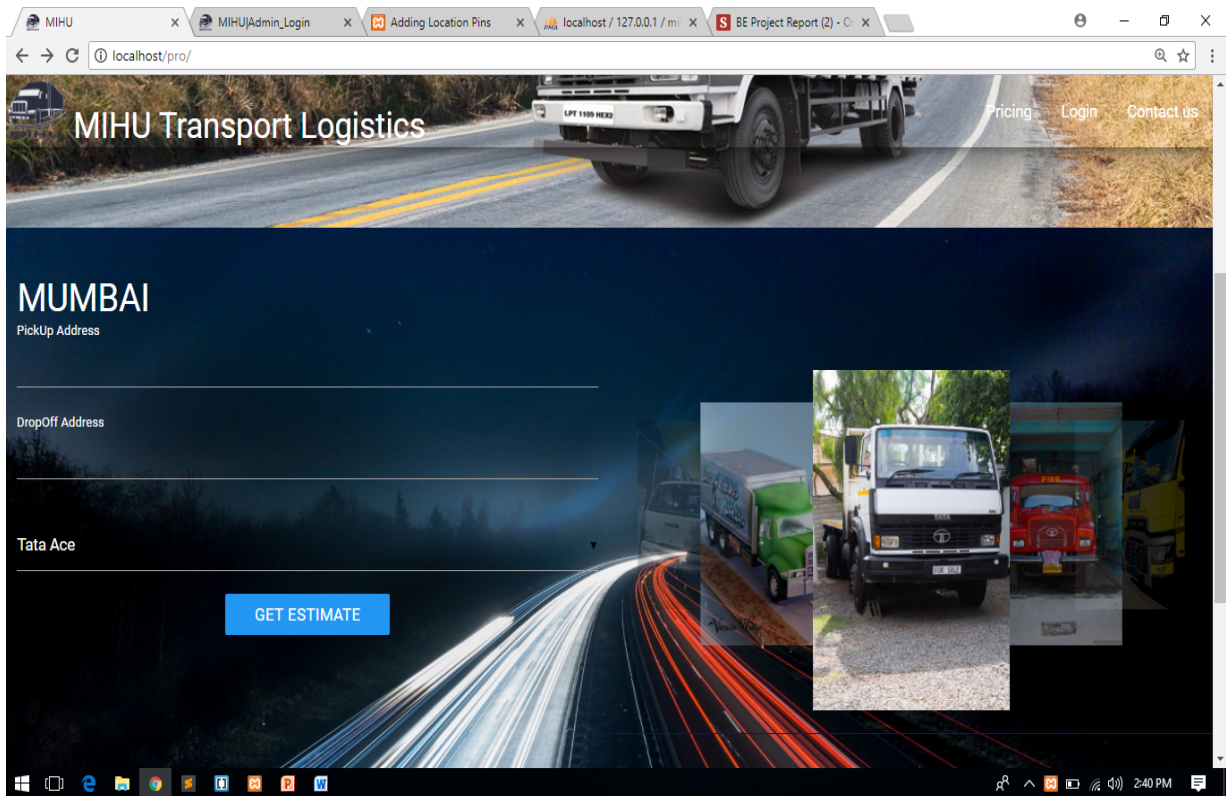 MIHU
MIHU|Admin_Login
Adding Location Pins
localhost / 127.0.0.1 / mi
BE Project Report (2) - C
localhost/pro/
LPT 1109 HEX2
MIHU Transport Logistics
Pricing
Login
Contact us
MUMBAI
PickUp Address
DropOff Address
Tata Ace
GET ESTIMATE
FIRE
TATA
FOR SALE
2:40 PM